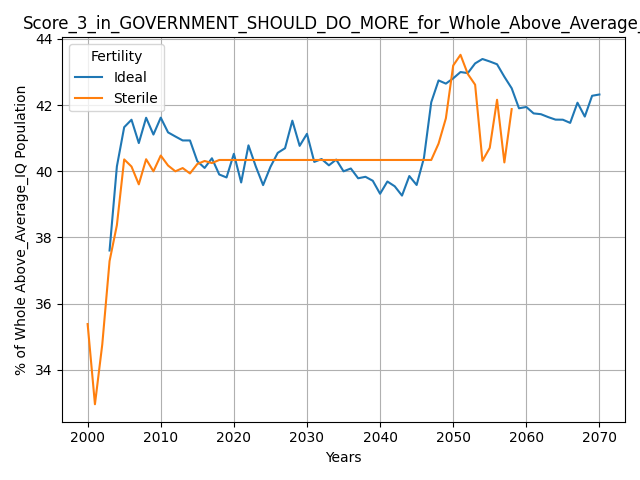 Score_3_in_GOVERNMENT_SHOULD_DO_MORE_for_Whole_Above_Average_
44
42
40
38
36
34
% of Whole Above_Average_IQ Population
Fertility
Ideal
Sterile
2000 2010 2020 2030 2040 2050 2060 2070
Years